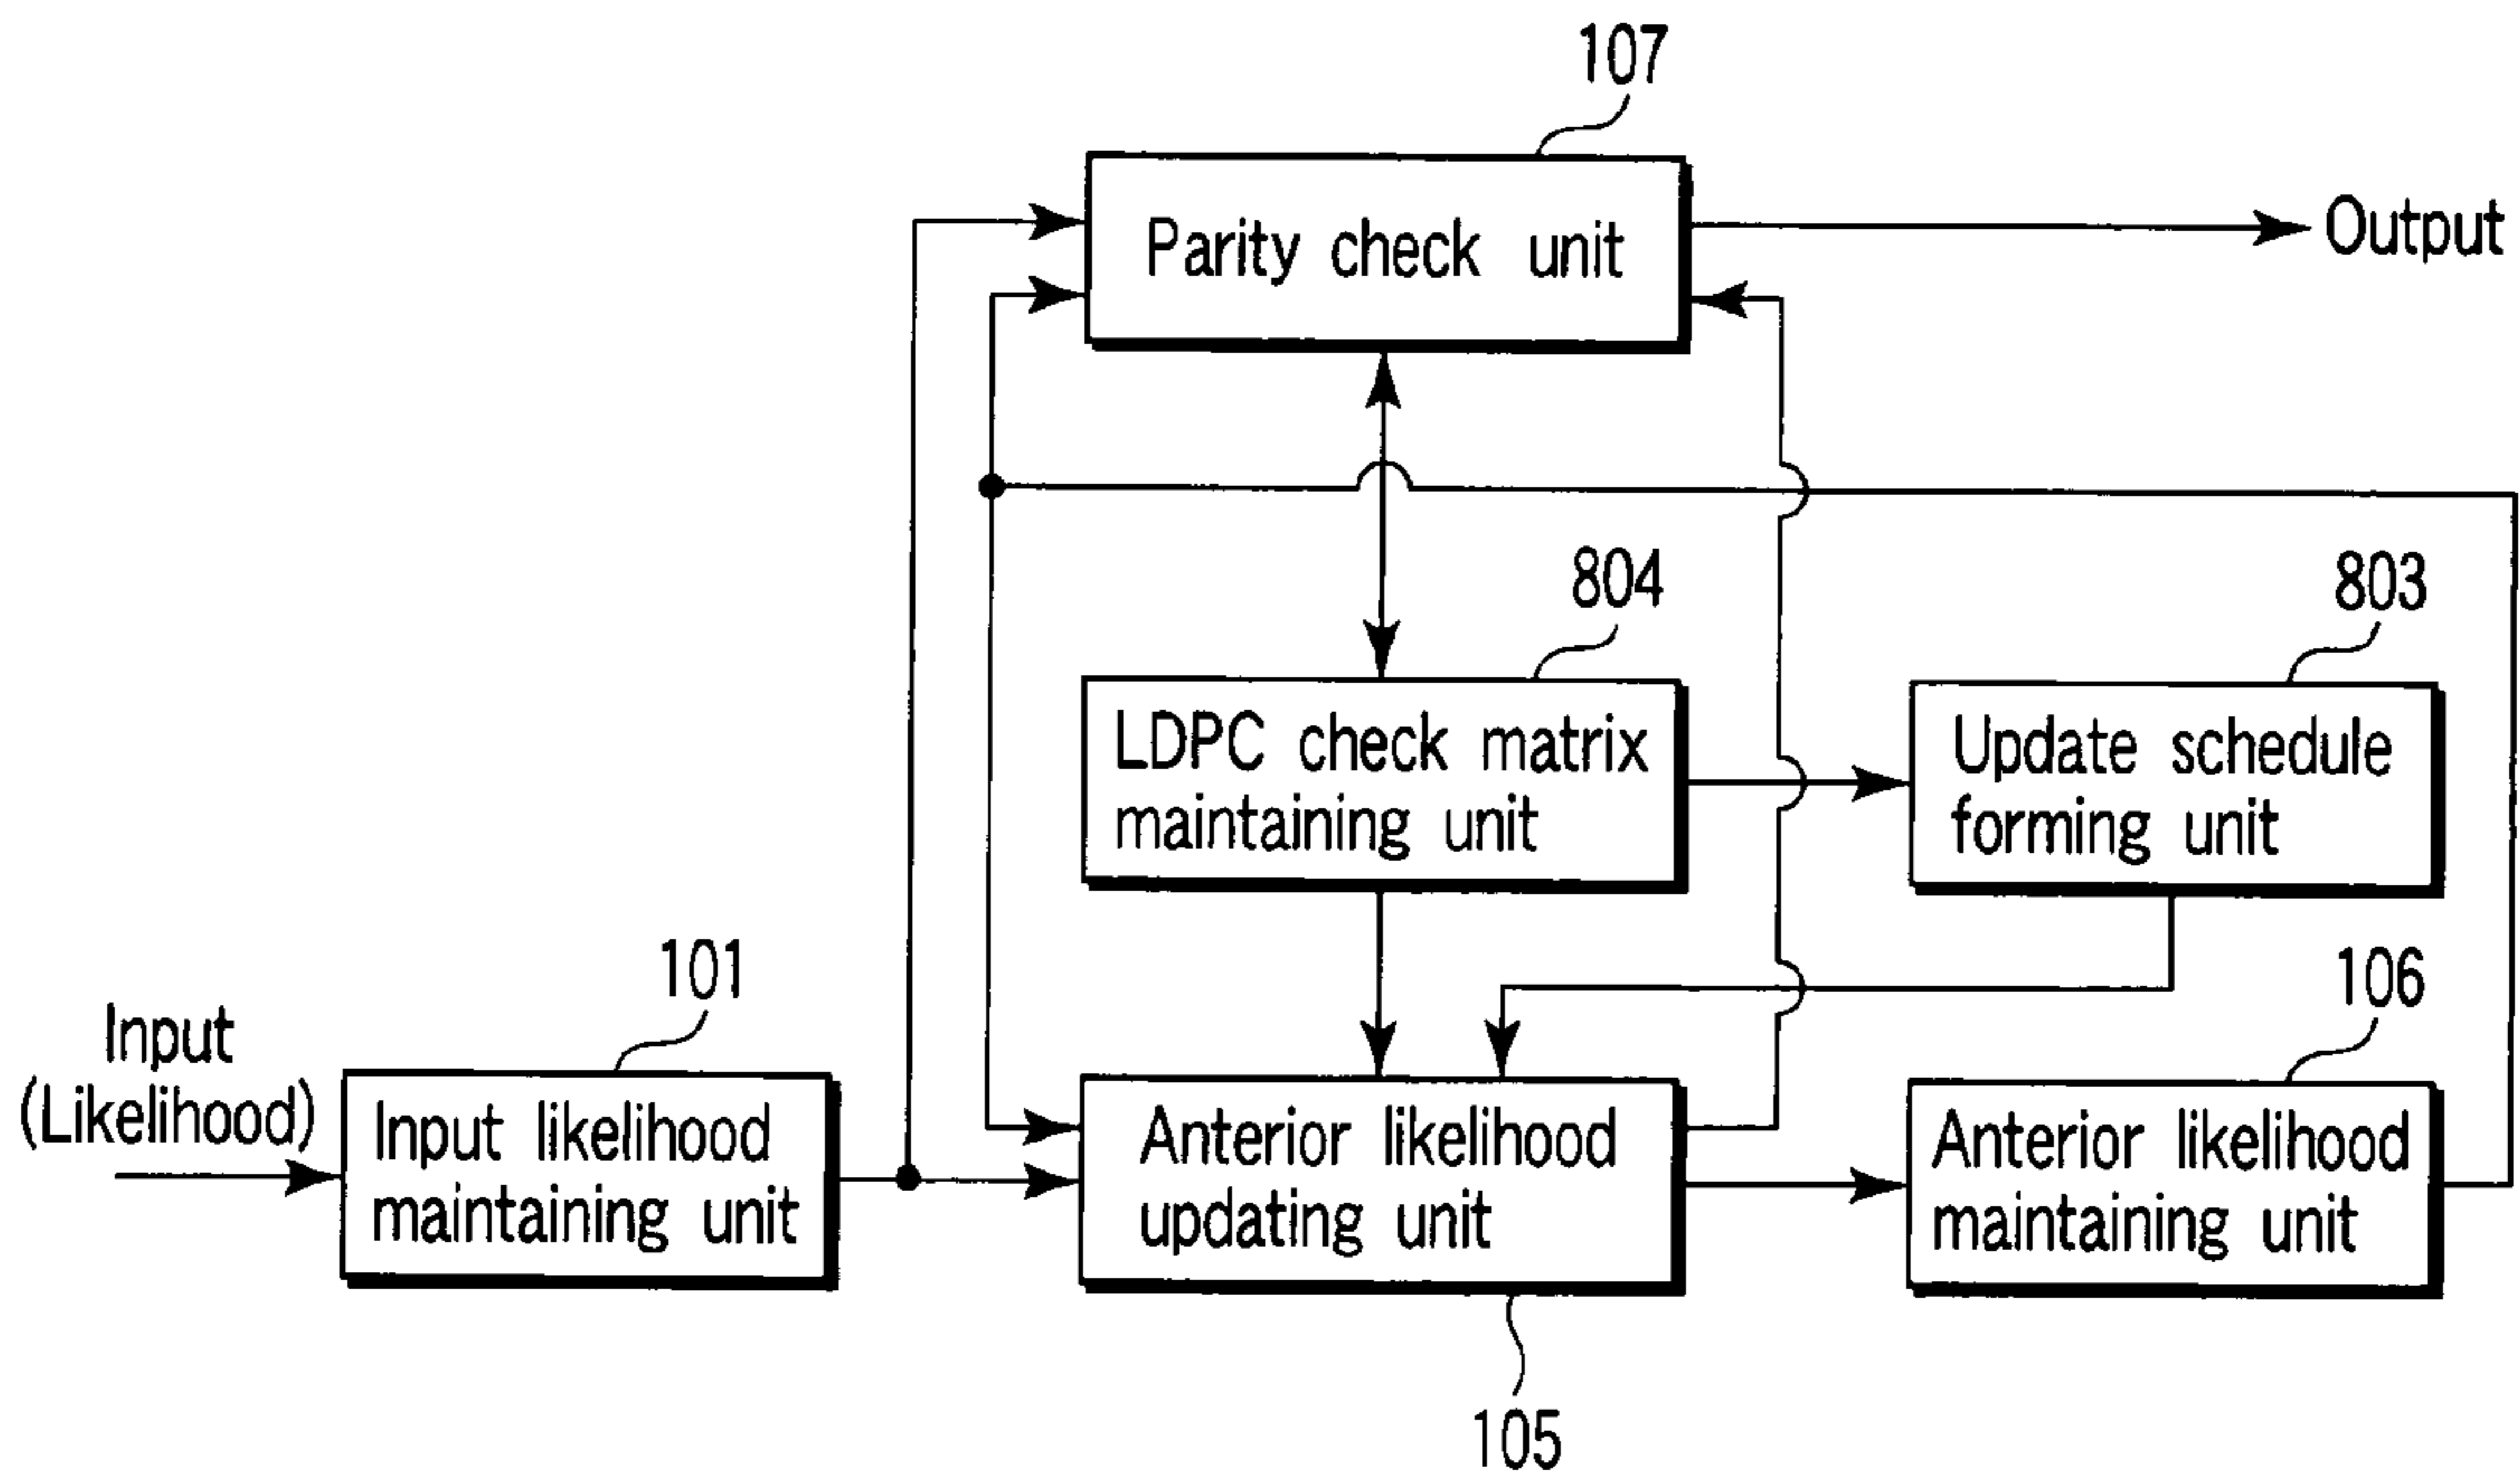 107
Parity check unit
Output
804
803
LDPC check matrix
maintaining unit
Update schedule
forming unit
101
106
Input
(Likelihood)
Input likelihood
maintaining unit
Anterior likelihood
updating unit
Anterior likelihood
maintaining unit
105